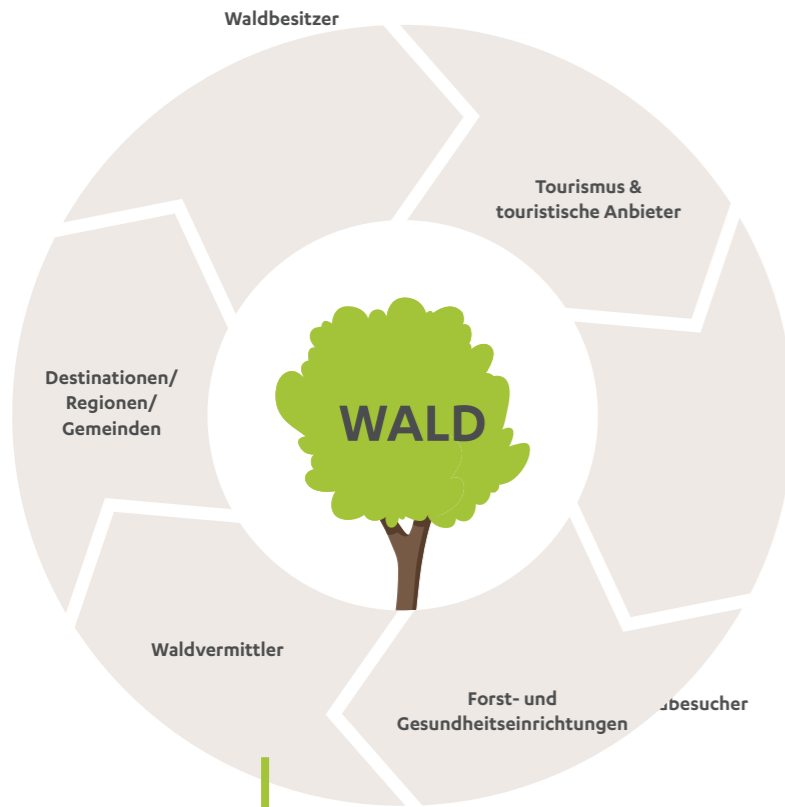 Waldbesitzer
Tourismus &
touristische Anbieter
Destinationen/
Regionen/
Gemeinden
WALD
Waldvermittler
Forst- und
Gesundheitseinrichtungen